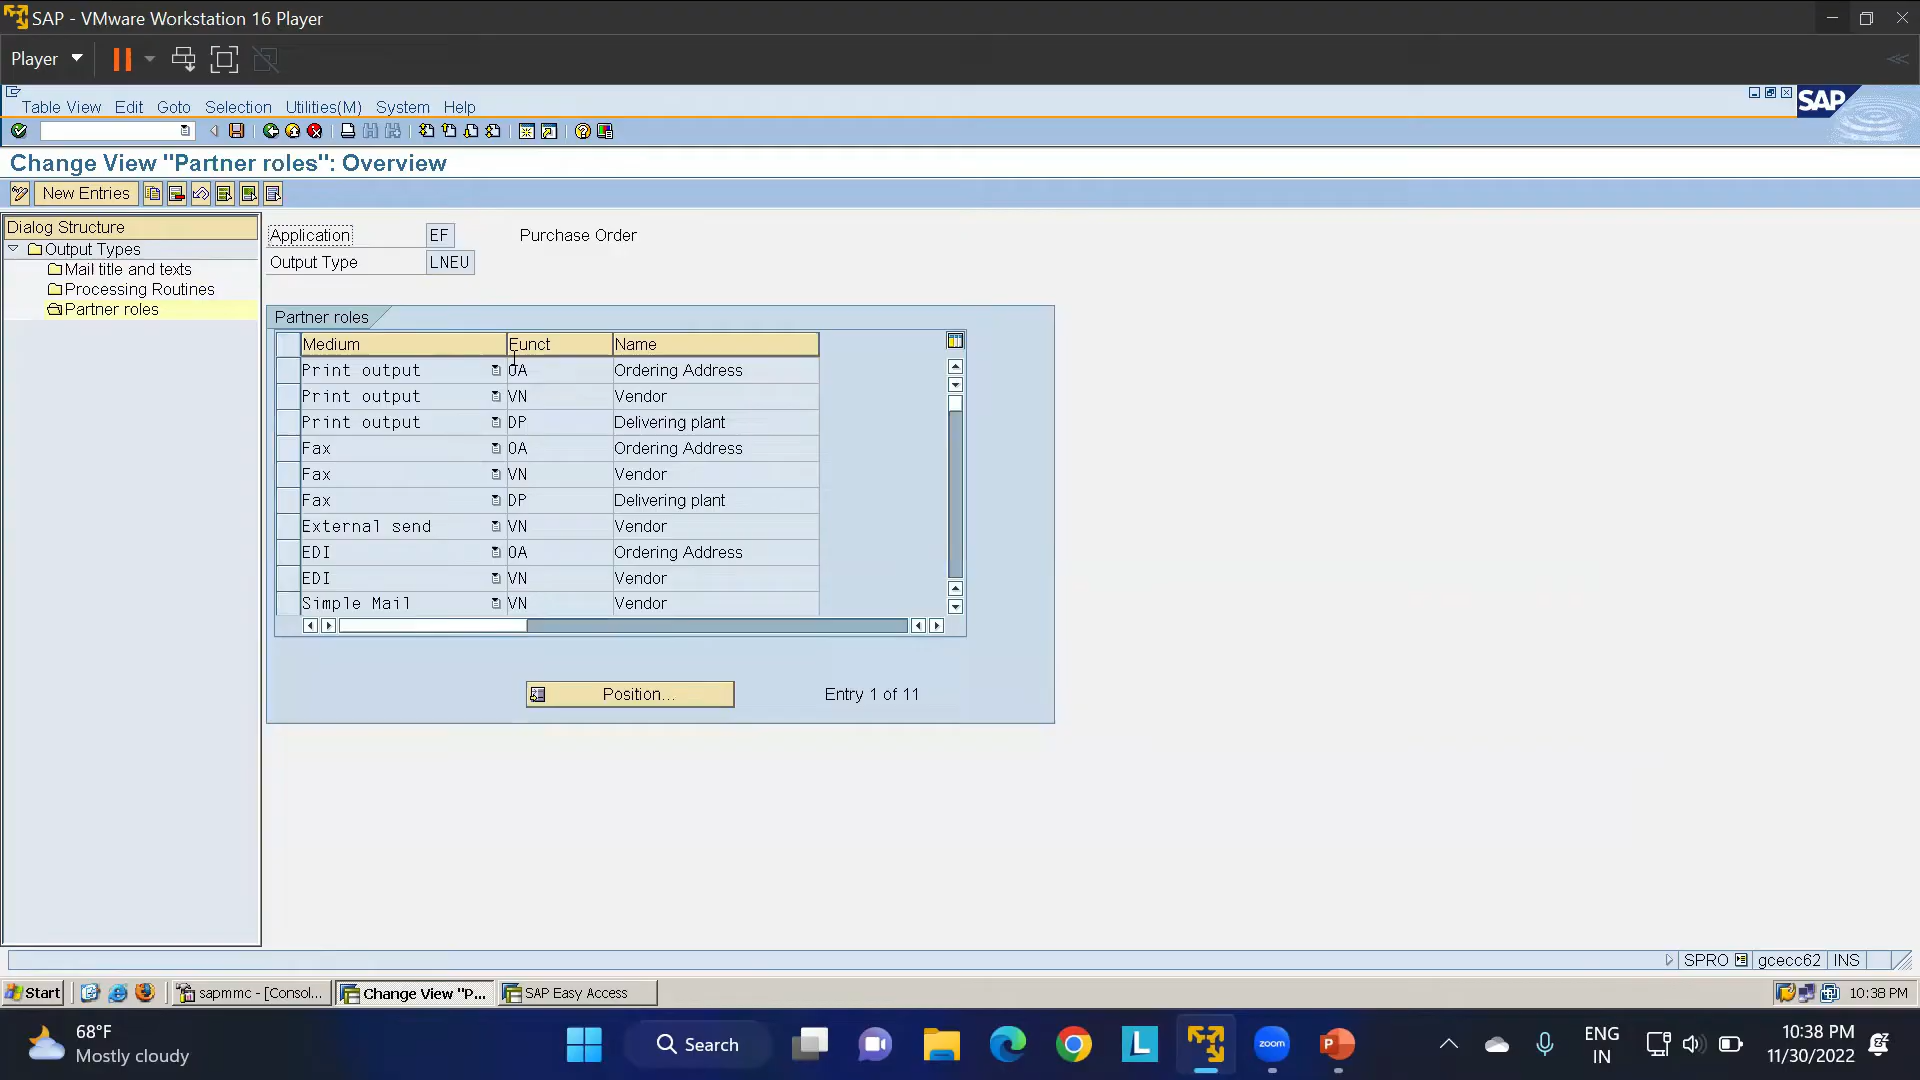 SAP - VMware Workstation 16 Player
Player
Table View Edit Goto Selection Utilities(M) System Help
SAP
Change View "Partner roles": Overview
New Entries
Dialog Structure
Output Types
Mail title and texts
Processing Routines
Partner roles
Application EF Purchase Order
Output Type LNEU
Partner roles
Medium Funct Name
Print output OA Ordering Address
Print output VN Vendor
Print output DP Delivering plant
Fax OA Ordering Address
Fax VN Vendor
Fax DP Delivering plant
External send VN Vendor
EDI OA Ordering Address
EDI VN Vendor
Simple Mail VN Vendor
Position... Entry 1 of 11
SPRO gcecc62 INS
Start sapmmc - [Consol... Change View "P... SAP Easy Access 10:38 PM
68°F
Mostly cloudy
Search
L
zoom
P
ENG
IN
10:38 PM
11/30/2022